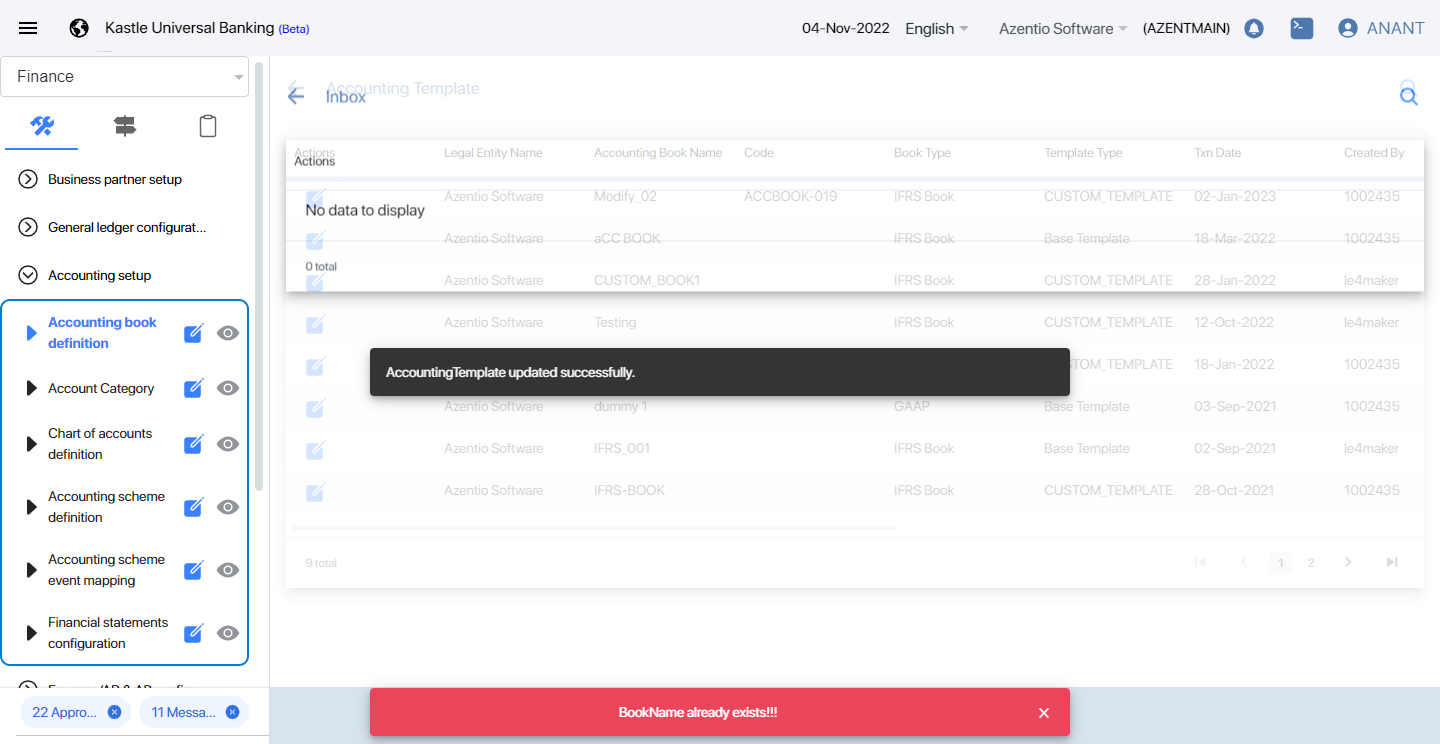 Kastle Universal Banking (Beta)
04-Nov-2022
English
Azentio Software
(AZENTMAIN)
ANANT
Finance
Business partner setup
General ledger configurat...
Accounting setup
Accounting book
definition
Account Category
Chart of accounts
definition
Accounting scheme
definition
Accounting scheme
event mapping
Financial statements
configuration
22 Appro...
11 Messa...
Accounting Template
Inbox
Actions Legal Entity Name Accounting Book Name Code Book Type Template Type Txn Date Created By
Actions
Azentio Software Modify_02 ACCBOOK-019 IFRS Book CUSTOM_TEMPLATE 02-Jan-2023 1002435
No data to display
Azentio Software aCC BOOK IFRS Book Base Template 18-Mar-2022 1002435
0 total
Azentio Software CUSTOM_BOOK1 IFRS Book CUSTOM_TEMPLATE 28-Jan-2022 le4maker
Azentio Software Testing IFRS Book CUSTOM_TEMPLATE 12-Oct-2022 le4maker
TOM_TEMPLATE 18-Jan-2022 le4maker
AccountingTemplate updated successfully.
Azentio Software dummy 1 GAAP Base Template 03-Sep-2021 1002435
Azentio Software IFRS_001 IFRS Book Base Template 02-Sep-2021 le4maker
Azentio Software IFRS-BOOK IFRS Book CUSTOM_TEMPLATE 28-Oct-2021 1002435
9 total
1 2
BookName already exists!!!